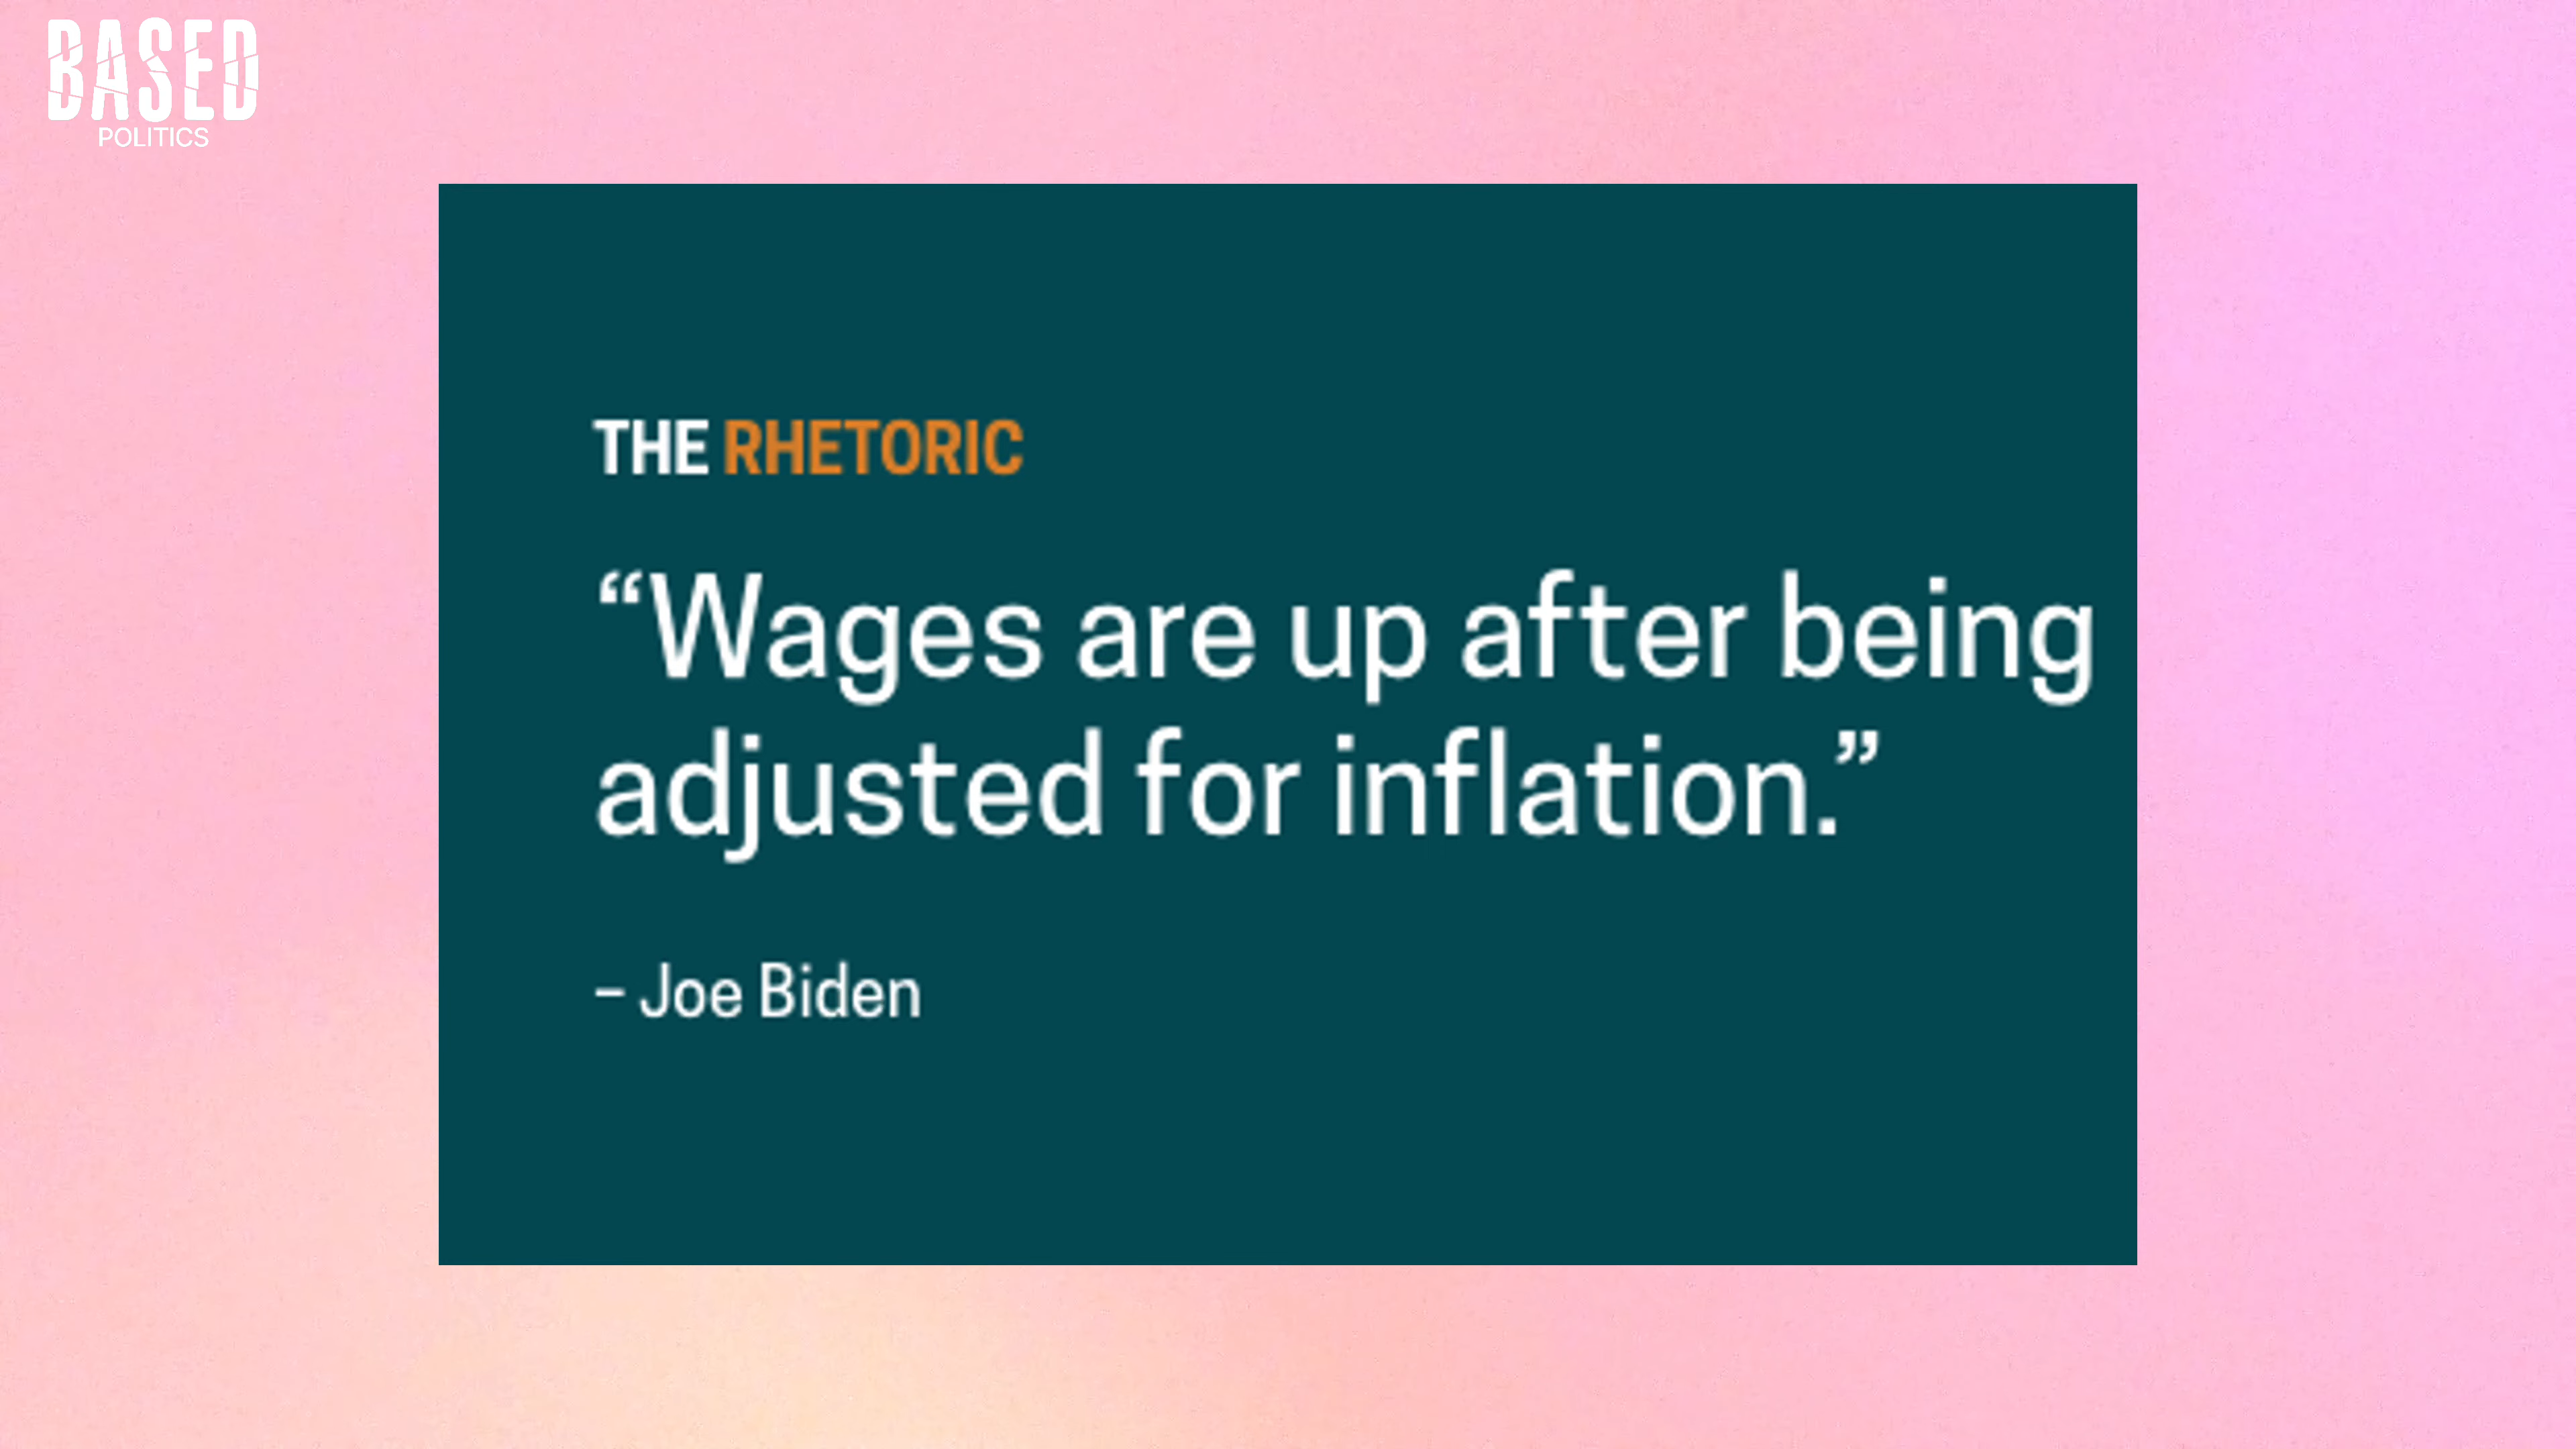 BASED
POLITICS
THE RHETORIC
“Wages are up after being
adjusted for inflation.”
– Joe Biden